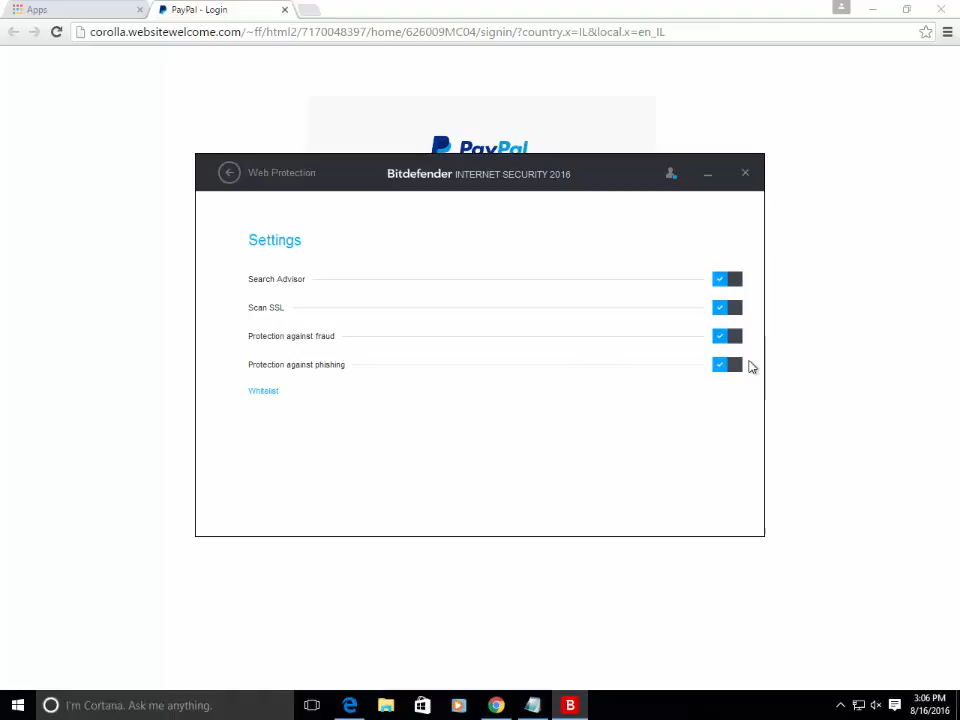 Apps
PayPal - Login
corolla.websitewelcome.com/~ff/html2/7170048397/home/626009MC04/signin/?country.x=IL&local.x=en_IL
PayPal
Web Protection
Bitdefender INTERNET SECURITY 2016
Settings
Search Advisor
Scan SSL
Protection against fraud
Protection against phishing
Whitelist
I'm Cortana. Ask me anything.
B
3:06 PM
8/16/2016